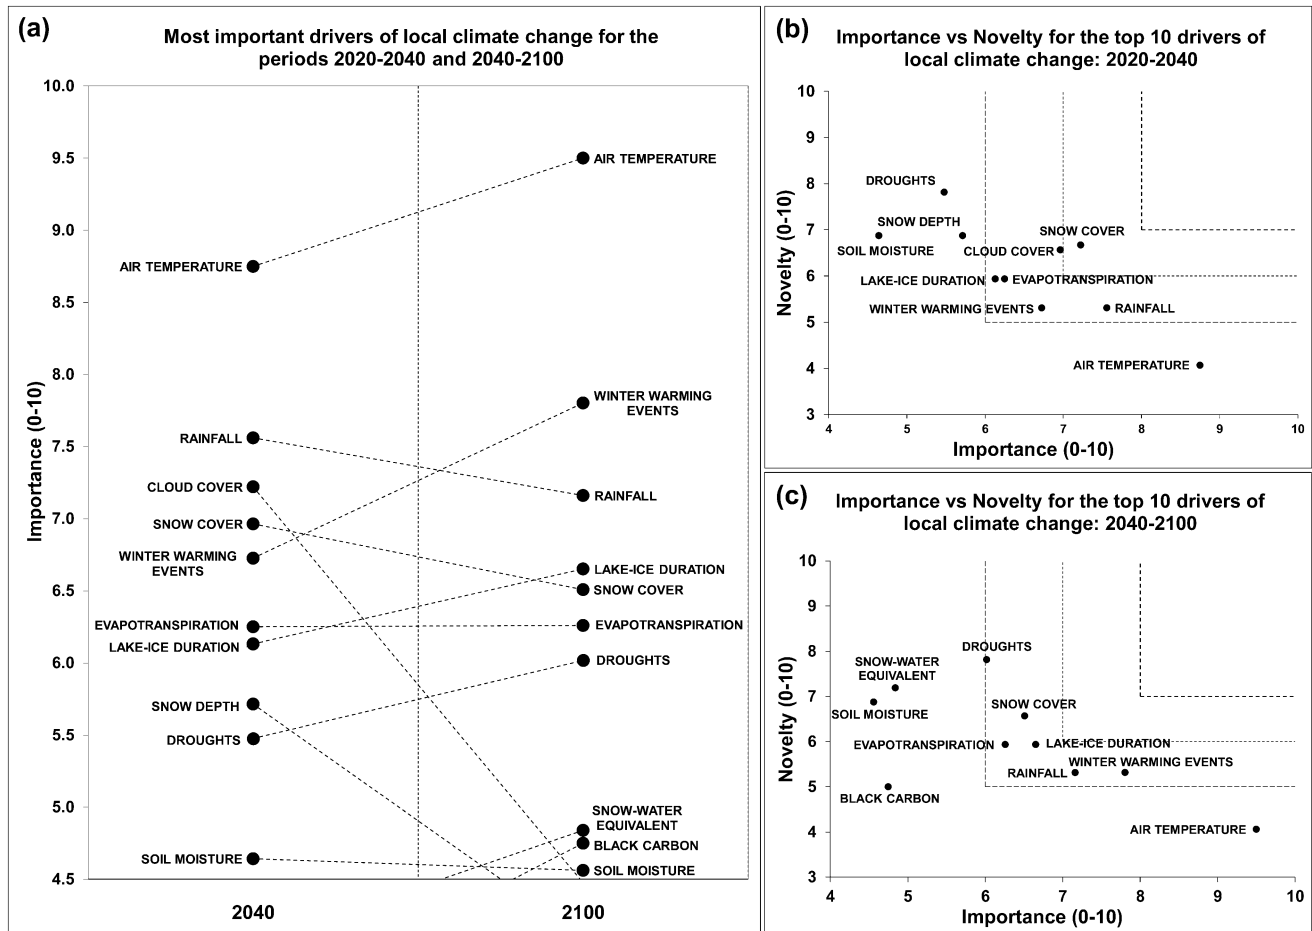 (a)
Most important drivers of local climate change for the
periods 2020-2040 and 2040-2100
10.0
9.5
9.0
8.5
8.0
7.5
7.0
6.5
6.0
5.5
5.0
4.5
Importance (0-10)
AIR TEMPERATURE
RAINFALL
CLOUD COVER
SNOW COVER
WINTER WARMING
EVENTS
EVAPOTRANSPIRATION
LAKE-ICE DURATION
SNOW DEPTH
DROUGHTS
SOIL MOISTURE
AIR TEMPERATURE
WINTER WARMING
EVENTS
RAINFALL
LAKE-ICE DURATION
SNOW COVER
EVAPOTRANSPIRATION
DROUGHTS
SNOW-WATER
EQUIVALENT
BLACK CARBON
SOIL MOISTURE
2040 2100
(b)
Importance vs Novelty for the top 10 drivers of
local climate change: 2020-2040
10
9
8
7
6
5
4
3
Novelty (0-10)
DROUGHTS
SNOW DEPTH
SNOW COVER
SOIL MOISTURE
CLOUD COVER
LAKE-ICE DURATION
EVAPOTRANSPIRATION
WINTER WARMING EVENTS
RAINFALL
AIR TEMPERATURE
4 5 6 7 8 9 10
Importance (0-10)
(c)
Importance vs Novelty for the top 10 drivers of
local climate change: 2040-2100
10
9
8
7
6
5
4
3
Novelty (0-10)
DROUGHTS
SNOW-WATER
EQUIVALENT
SNOW COVER
SOIL MOISTURE
EVAPOTRANSPIRATION
LAKE-ICE DURATION
WINTER WARMING EVENTS
RAINFALL
BLACK CARBON
AIR TEMPERATURE
4 5 6 7 8 9 10
Importance (0-10)